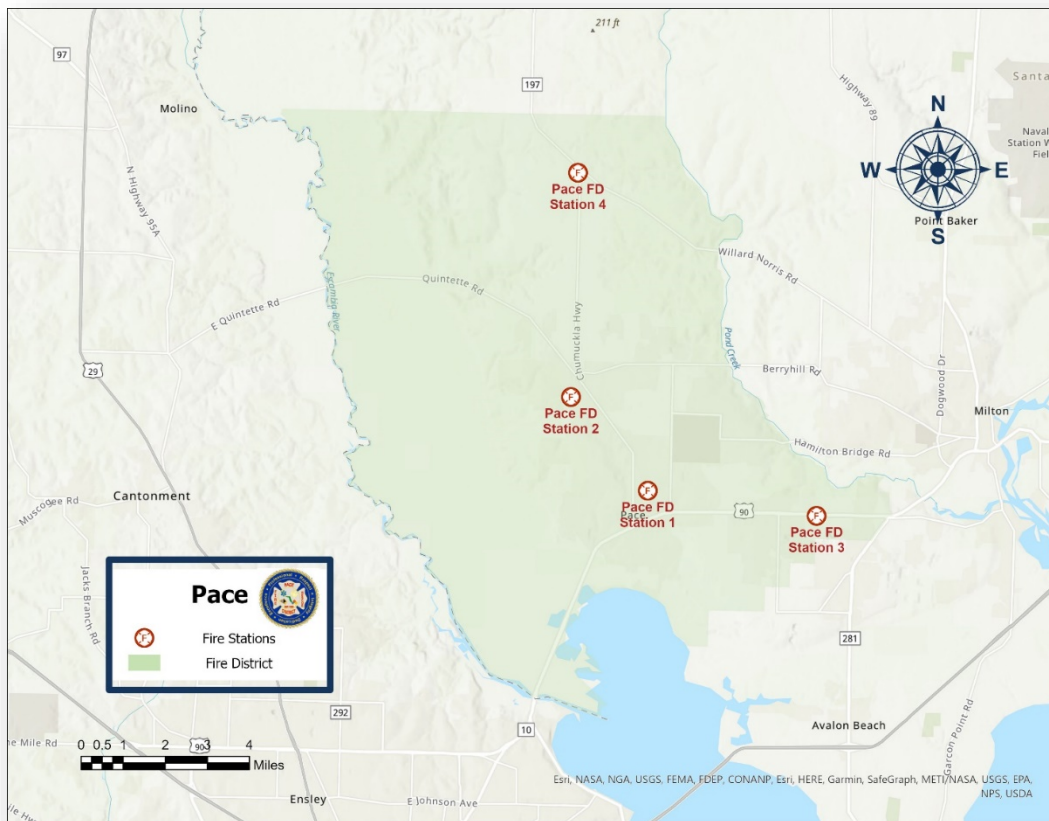 211 ft
97
Molino
197
Highway 89
Santa
Naval
Station W
Fiel
N
W
E
S
Point Baker
N Highway 95A
Pace FD
Station 4
Willard Norris Rd
Quintette Rd
E Quintette Rd
Escambia River
Chumuckla Hwy
Pond Creek
29
Berryhill Rd
Dogwood Dr
Milton
Pace FD
Station 2
Hamilton Bridge Rd
Cantonment
Muscogee Rd
Pace FD
Station 1
Pace
90
Pace FD
Station 3
Jacks Branch Rd
Pace
Fire Stations
Fire District
281
292
10
Avalon Beach
Garcon Point Rd
ne Mile Rd
90
0 0.5 1 2 3 4
Miles
Ensley
E Johnson Ave
Esri, NASA, NGA, USGS, FEMA, FDEP, CONANP, Esri, HERE, Garmin, SafeGraph, METI/NASA, USGS, EPA,
NPS, USDA